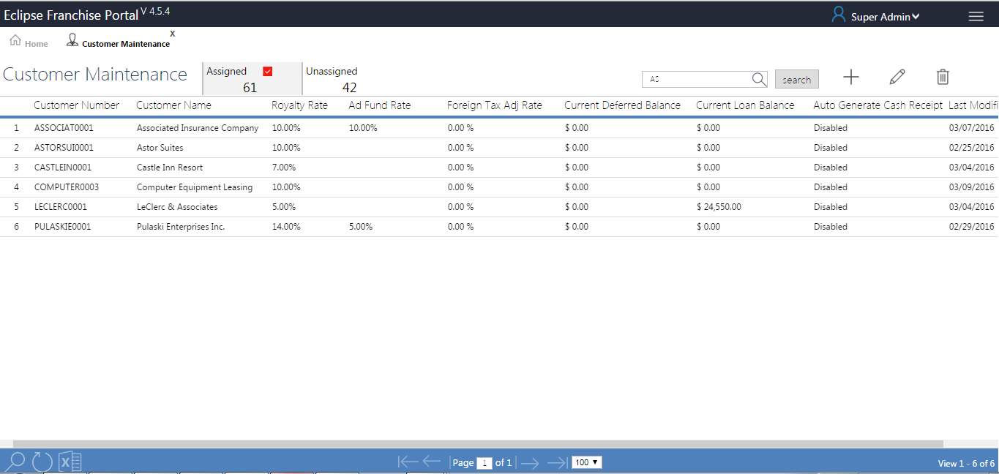 Eclipse Franchise Portal V 4.5.4
Super Admin
Home
Customer Maintenance
X
Customer Maintenance
Assigned
61
Unassigned
42
AS
search
Customer Number Customer Name Royalty Rate Ad Fund Rate Foreign Tax Adj Rate Current Deferred Balance Current Loan Balance Auto Generate Cash Receipt Last Modifi
1 ASSOCIAT0001 Associated Insurance Company 10.00% 10.00% 0.00 % $ 0.00 $ 0.00 Disabled 03/07/2016
2 ASTORSUI0001 Astor Suites 10.00% 0.00 % $ 0.00 $ 0.00 Disabled 02/25/2016
3 CASTLEIN0001 Castle Inn Resort 7.00% 0.00 % $ 0.00 $ 0.00 Disabled 03/04/2016
4 COMPUTER0003 Computer Equipment Leasing 10.00% 0.00 % $ 0.00 $ 0.00 Disabled 03/09/2016
5 LECLERC0001 LeClerc & Associates 5.00% 0.00 % $ 0.00 $ 24,550.00 Disabled 03/04/2016
6 PULASKIE0001 Pulaski Enterprises Inc. 14.00% 5.00% 0.00 % $ 0.00 $ 0.00 Disabled 02/29/2016
X
Page 1 of 1
100
View 1 - 6 of 6